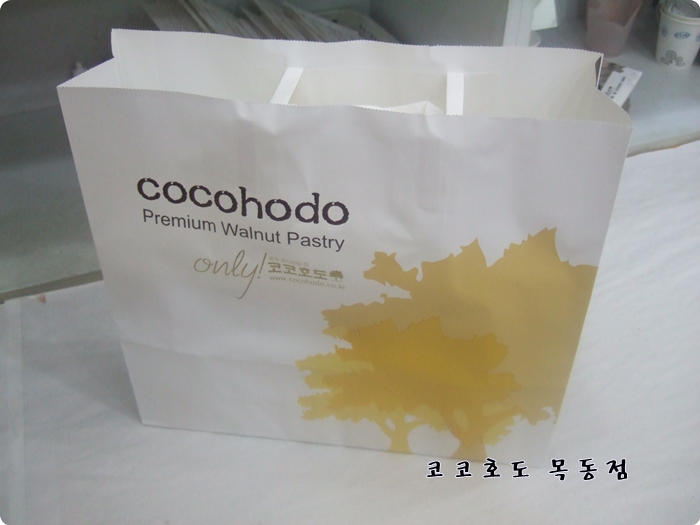 cocohodo
Premium Walnut Pastry
only! 코코호도
www.cocohodo.co.kr
코코호도 목동점